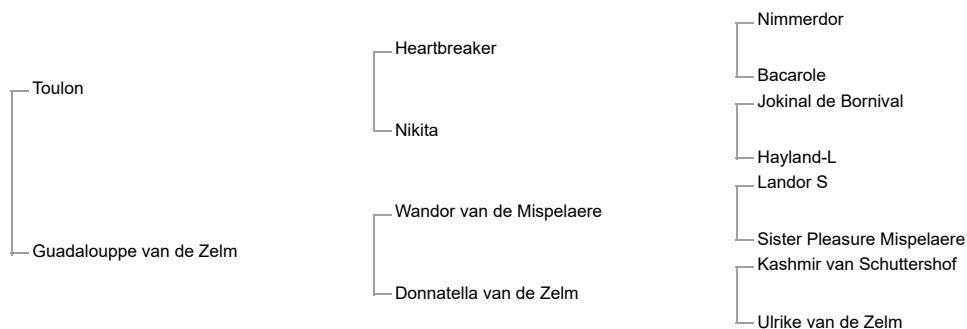 Nimmerdor
Heartbreaker
Bacarole
Toulon
Jokinal de Bornival
Nikita
Hayland-L
Landor S
Wandor van de Mispelaere
Sister Pleasure Mispelaere
Guadalouppe van de Zelm
Kashmir van Schuttershof
Donnatella van de Zelm
Ulrike van de Zelm